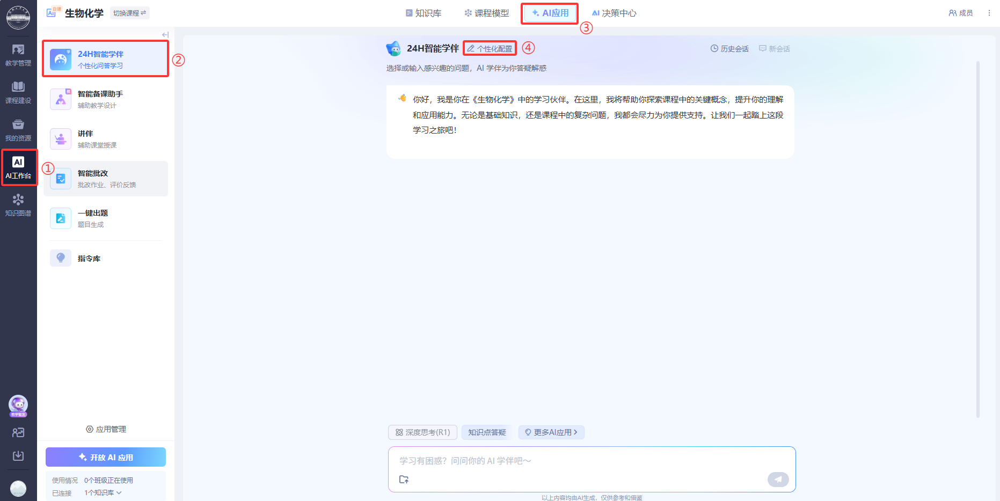 自建
生物化学
切换课程
知识库
课程模型
AI应用
③
AI 决策中心
成员
教学管理
课程建设
我的资源
AI
AI工作台
①
知识图谱
教学智友
学
24H智能学伴
个性化问答学习
②
教
智能备课助手
辅助教学设计
讲伴
辅助课堂授课
智能批改
批改作业、评价反馈
一键出题
题目生成
指令库
应用管理
开放 AI 应用
使用情况 0个班级正在使用
已连接 1个知识库
24H智能学伴
个性化配置
④
历史会话
新会话
选择或输入感兴趣的问题，AI 学伴为你答疑解惑
你好，我是你在《生物化学》中的学习伙伴。在这里，我将帮助你探索课程中的关键概念，提升你的理解
和应用能力。无论是基础知识，还是课程中的复杂问题，我都会尽力为你提供支持。让我们一起踏上这段
学习之旅吧！
深度思考(R1)
知识点答疑
更多AI应用
学习有困惑？问问你的 AI 学伴吧～
以上内容均由AI生成，仅供参考和借鉴